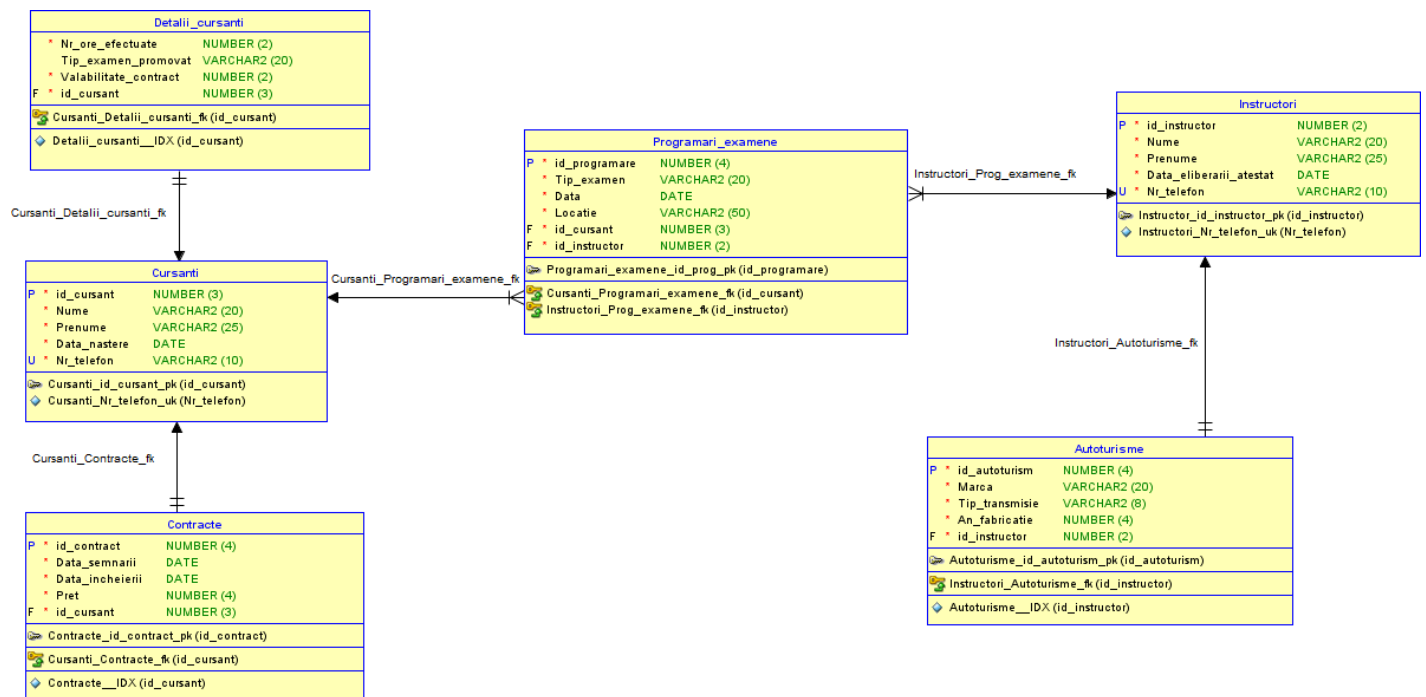 Detalii_cursanti
* Nr_ore_efectuate NUMBER (2)
Tip_examen_promovat VARCHAR2 (20)
* Valabilitate_contract NUMBER (2)
F * id_cursant NUMBER (3)
Cursanti_Detalii_cursanti_fk (id_cursant)
Detalii_cursanti__IDX (id_cursant)
Cursanti_Detalii_cursanti_fk
Cursanti
P * id_cursant NUMBER (3)
* Nume VARCHAR2 (20)
* Prenume VARCHAR2 (25)
* Data_nastere DATE
U * Nr_telefon VARCHAR2 (10)
Cursanti_id_cursant_pk (id_cursant)
Cursanti_Nr_telefon_uk (Nr_telefon)
Cursanti_Contracte_fk
Contracte
P * id_contract NUMBER (4)
* Data_semnarii DATE
* Data_incheierii DATE
* Pret NUMBER (4)
F * id_cursant NUMBER (3)
Contracte_id_contract_pk (id_contract)
Cursanti_Contracte_fk (id_cursant)
Contracte__IDX (id_cursant)
Cursanti_Programari_examene_fk
Programari_examene
P * id_programare NUMBER (4)
* Tip_examen VARCHAR2 (20)
* Data DATE
* Locatie VARCHAR2 (50)
F * id_cursant NUMBER (3)
F * id_instructor NUMBER (2)
Programari_examene_id_prog_pk (id_programare)
Cursanti_Programari_examene_fk (id_cursant)
Instructori_Prog_examene_fk (id_instructor)
Instructori_Prog_examene_fk
Instructori
P * id_instructor NUMBER (2)
* Nume VARCHAR2 (20)
* Prenume VARCHAR2 (25)
* Data_eliberarii_atestat DATE
U * Nr_telefon VARCHAR2 (10)
Instructor_id_instructor_pk (id_instructor)
Instructori_Nr_telefon_uk (Nr_telefon)
Instructori_Autoturisme_fk
Autoturisme
P * id_autoturism NUMBER (4)
* Marca VARCHAR2 (20)
* Tip_transmisie VARCHAR2 (8)
* An_fabricatie NUMBER (4)
F * id_instructor NUMBER (2)
Autoturisme_id_autoturism_pk (id_autoturism)
Instructori_Autoturisme_fk (id_instructor)
Autoturisme__IDX (id_instructor)